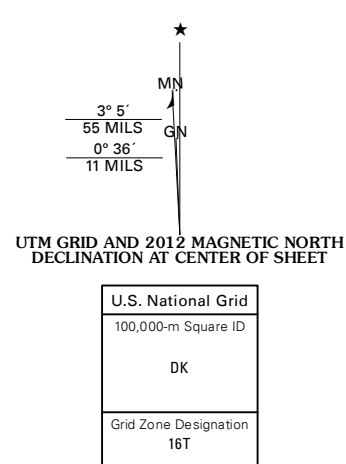 ★
MN
3° 5´
55 MILS
GN
0° 36´
11 MILS
UTM GRID AND 2012 MAGNETIC NORTH
DECLINATION AT CENTER OF SHEET
U.S. National Grid
100,000-m Square ID
DK
Grid Zone Designation
16T